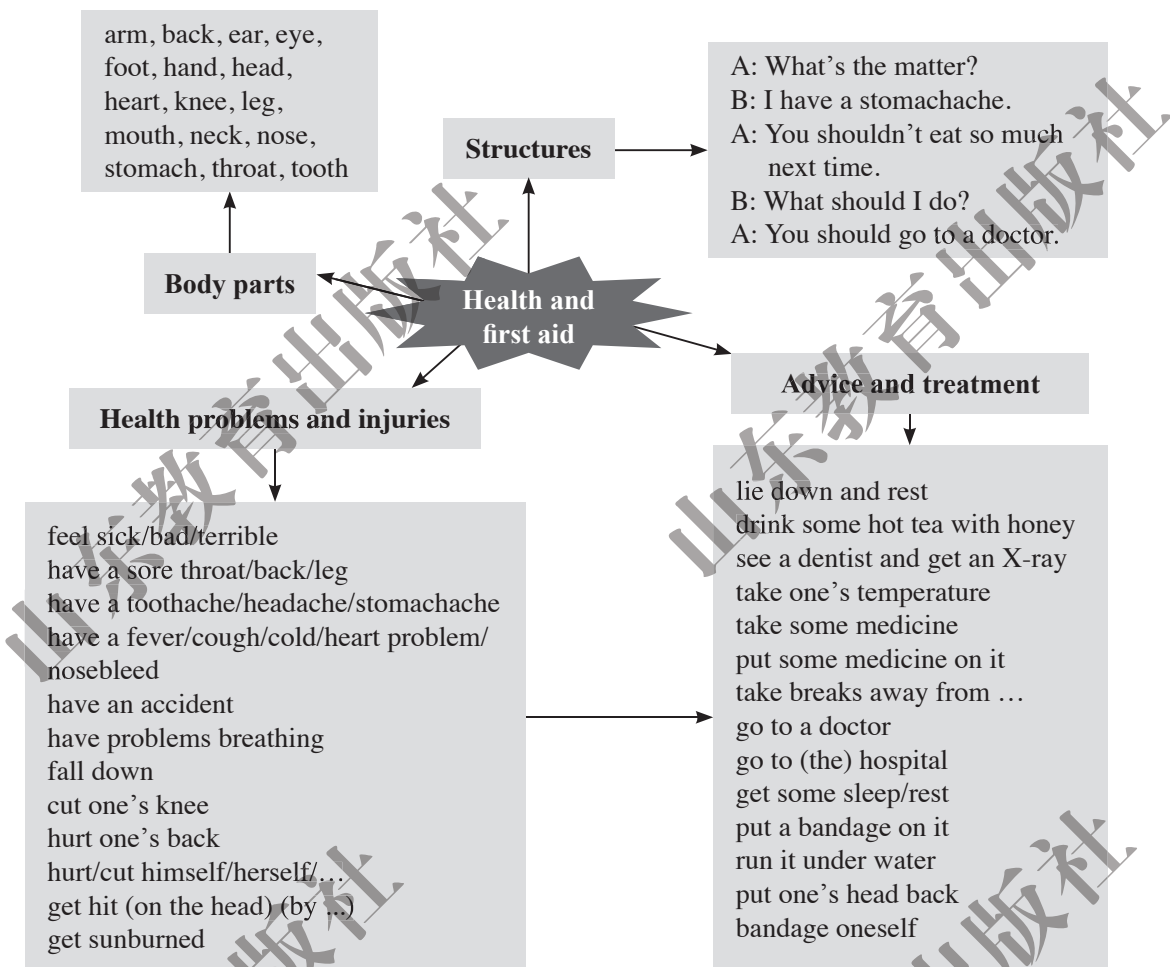 arm, back, ear, eye,
foot, hand, head,
heart, knee, leg,
mouth, neck, nose,
stomach, throat, tooth
Structures
A: What's the matter?
B: I have a stomachache.
A: You shouldn't eat so much
next time.
B: What should I do?
A: You should go to a doctor.
Body parts
Health and
first aid
Health problems and injuries
Advice and treatment
feel sick/bad/terrible
have a sore throat/back/leg
have a toothache/headache/stomachache
have a fever/cough/cold/heart problem/
nosebleed
have an accident
have problems breathing
fall down
cut one's knee
hurt one's back
hurt/cut himself/herself/…
get hit (on the head) (by ...)
get sunburned
lie down and rest
drink some hot tea with honey
see a dentist and get an X-ray
take one's temperature
take some medicine
put some medicine on it
take breaks away from …
go to a doctor
go to (the) hospital
get some sleep/rest
put a bandage on it
run it under water
put one's head back
bandage oneself
山东教育出版社
山东教育出版社
出版社
出版社